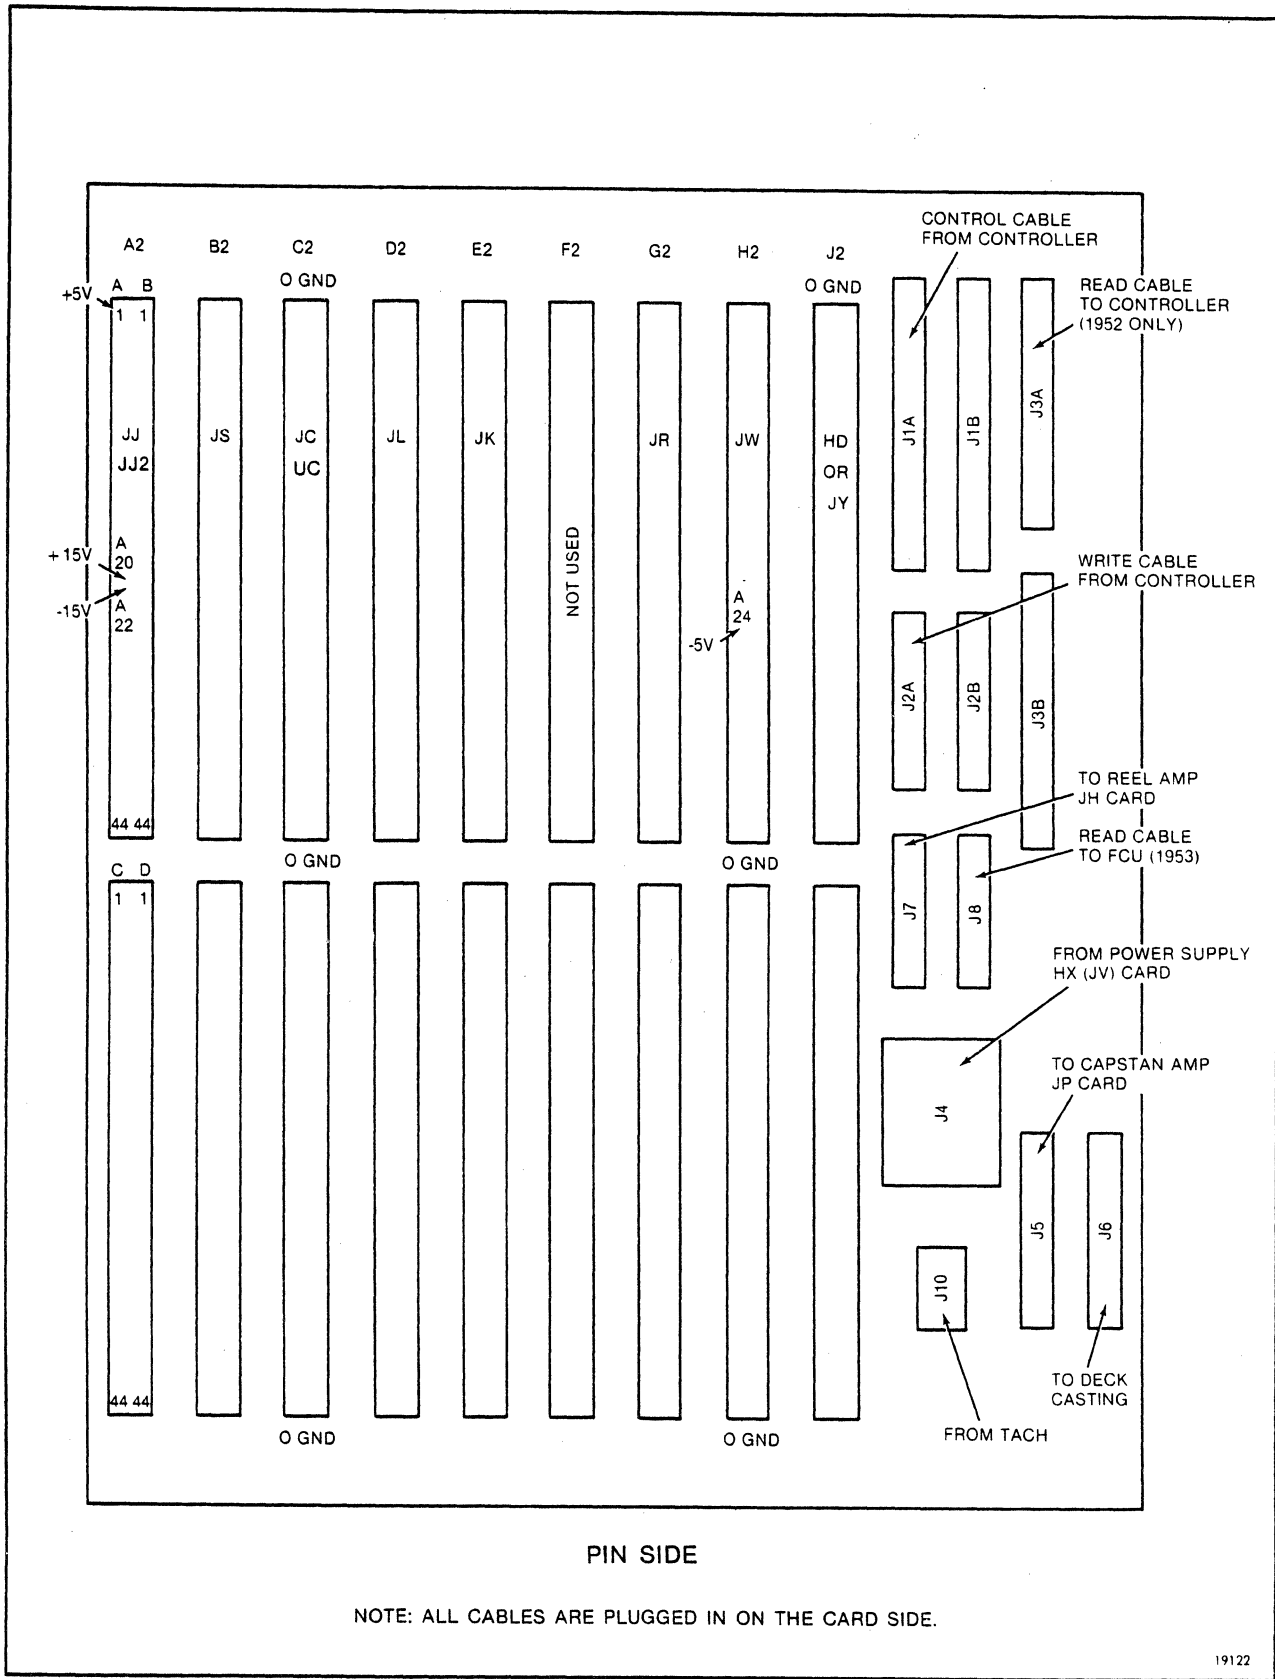 A2 B2 C2 D2 E2 F2 G2 H2 J2
CONTROL CABLE
FROM CONTROLLER
READ CABLE
TO CONTROLLER
(1952 ONLY)
+5V
A B
O GND
O GND
1 1
J1A
J1B
J3A
JJ
JJ2
JS
JC
UC
JL
JK
NOT USED
JR
JW
HD
OR
JY
+15V
A
20
-15V
A
22
A
24
-5V
WRITE CABLE
FROM CONTROLLER
J2A
J2B
J3B
TO REEL AMP
JH CARD
READ CABLE
TO FCU (1953)
44 44
O GND
O GND
C D
1 1
J7
J8
FROM POWER SUPPLY
HX (JV) CARD
J4
TO CAPSTAN AMP
JP CARD
J5
J6
J10
TO DECK
CASTING
FROM TACH
44 44
O GND
O GND
PIN SIDE
NOTE: ALL CABLES ARE PLUGGED IN ON THE CARD SIDE.
19122